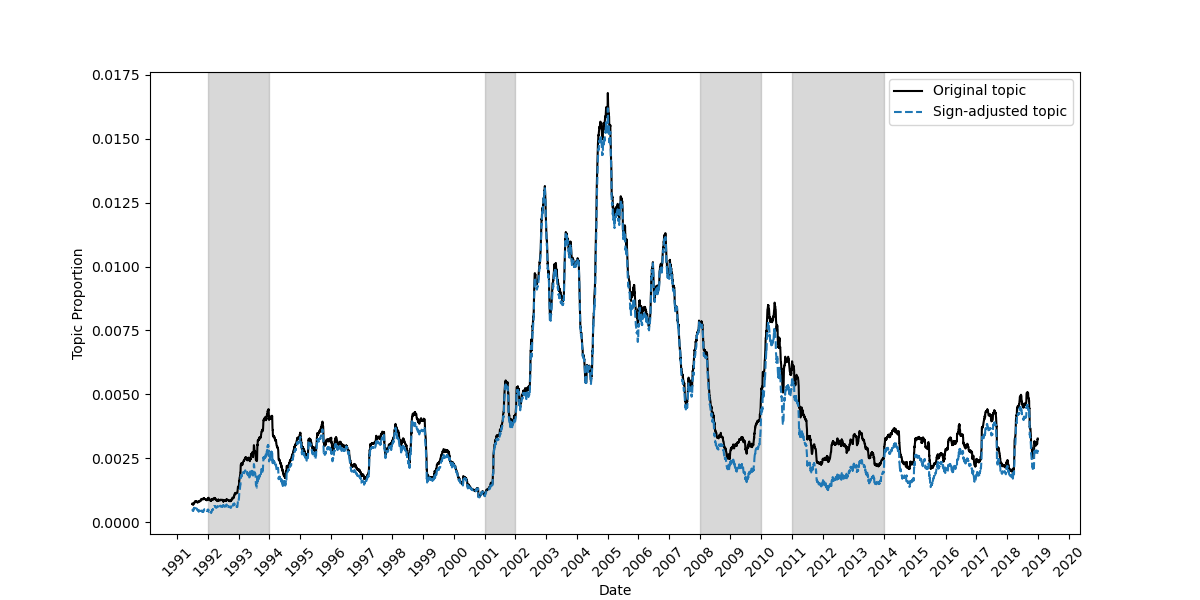 0.0175
0.0150
0.0125
0.0100
0.0075
0.0050
0.0025
0.0000
Topic Proportion
Original topic
Sign-adjusted topic
1991 1992 1993 1994 1995 1996 1997 1998 1999 2000 2001 2002 2003 2004 2005 2006 2007 2008 2009 2010 2011 2012 2013 2014 2015 2016 2017 2018 2019 2020
Date